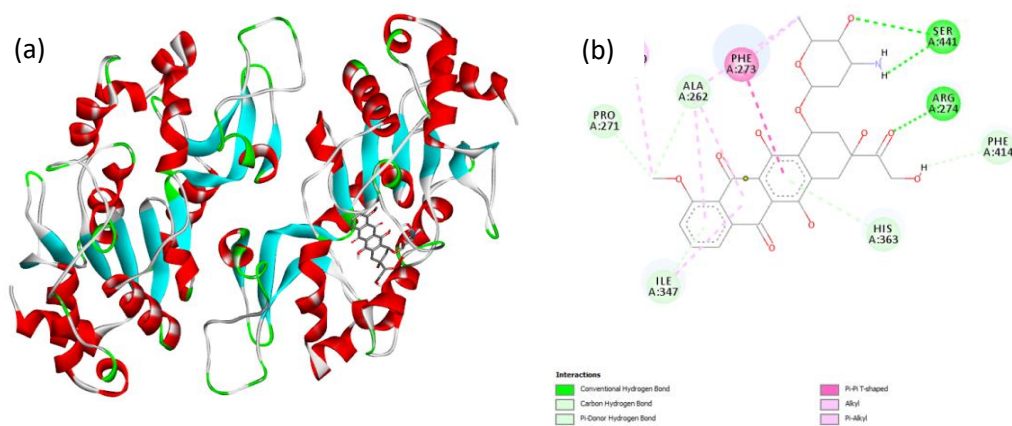 (a)
(b)
SER
A:441
PHE
A:273
ALA
A:262
H
N
H
ARG
A:274
PRO
A:271
PHE
A:414
H
HIS
A:363
ILE
A:347
Interactions
Conventional Hydrogen Bond
Carbon Hydrogen Bond
Pi-Donor Hydrogen Bond
Pi-Pi T-shaped
Alkyl
Pi-Alkyl